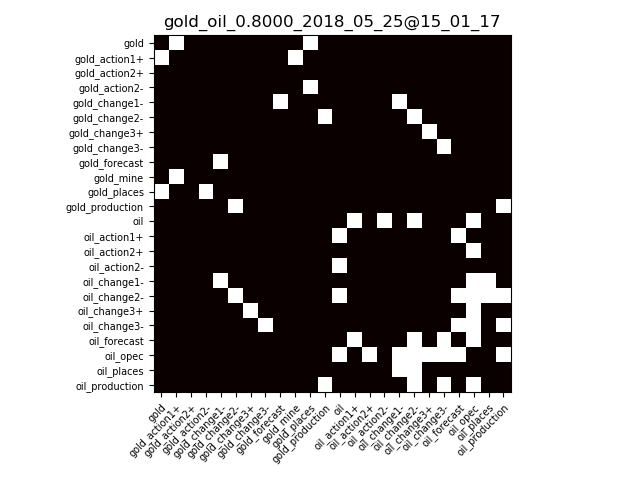 gold_oil_0.8000_2018_05_25@15_01_17
gold
gold_action1+
gold_action2+
gold_action2-
gold_change1-
gold_change2-
gold_change3+
gold_change3-
gold_forecast
gold_mine
gold_places
gold_production
oil
oil_action1+
oil_action2+
oil_action2-
oil_change1-
oil_change2-
oil_change3+
oil_change3-
oil_forecast
oil_opec
oil_places
oil_production
gold
gold_action1+
gold_action2+
gold_action2-
gold_change1-
gold_change2-
gold_change3+
gold_change3-
gold_forecast
gold_mine
gold_places
gold_production
oil
oil_action1+
oil_action2+
oil_action2-
oil_change1-
oil_change2-
oil_change3+
oil_change3-
oil_forecast
oil_opec
oil_places
oil_production